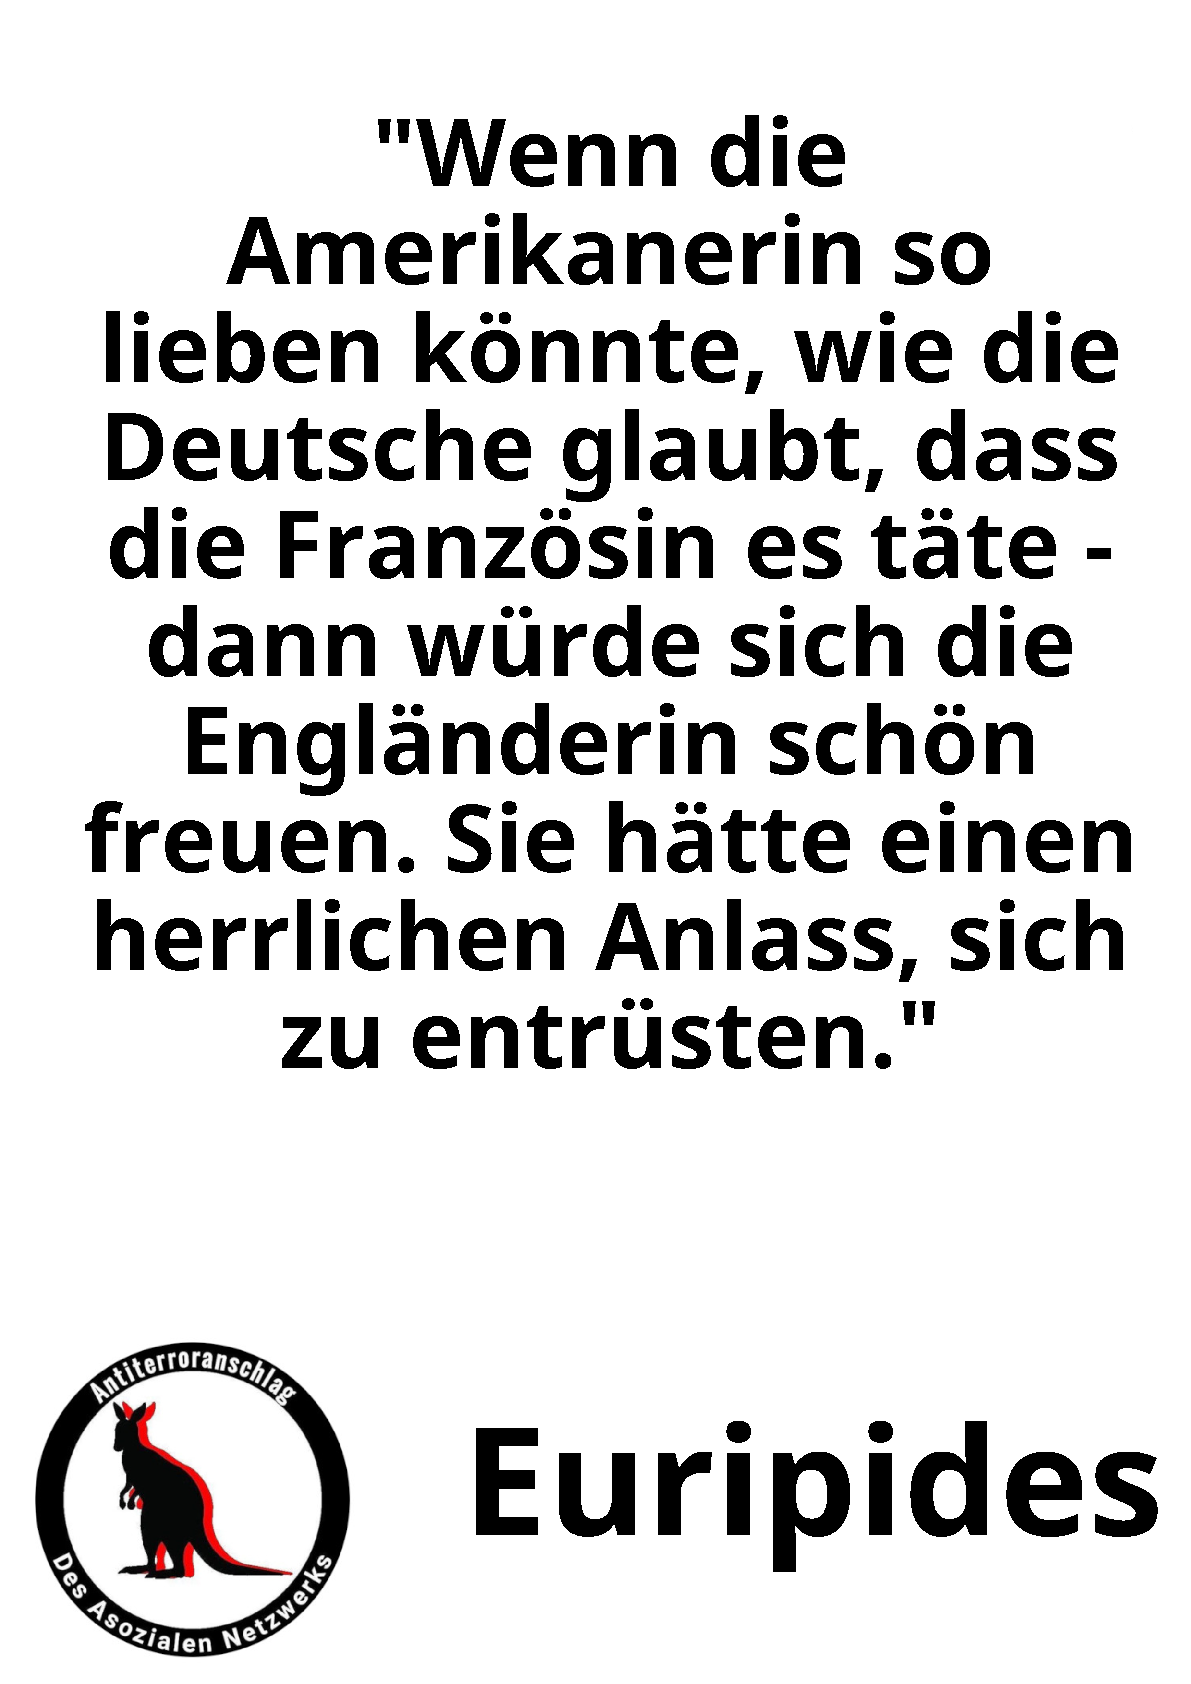 "Wenn die
Amerikanerin so
lieben könnte, wie die
Deutsche glaubt, dass
die Französin es täte -
dann würde sich die
Engländerin schön
freuen. Sie hätte einen
herrlichen Anlass, sich
zu entrüsten."
Antiterroranschlag
Des Asozialen Netzwerks
Euripides